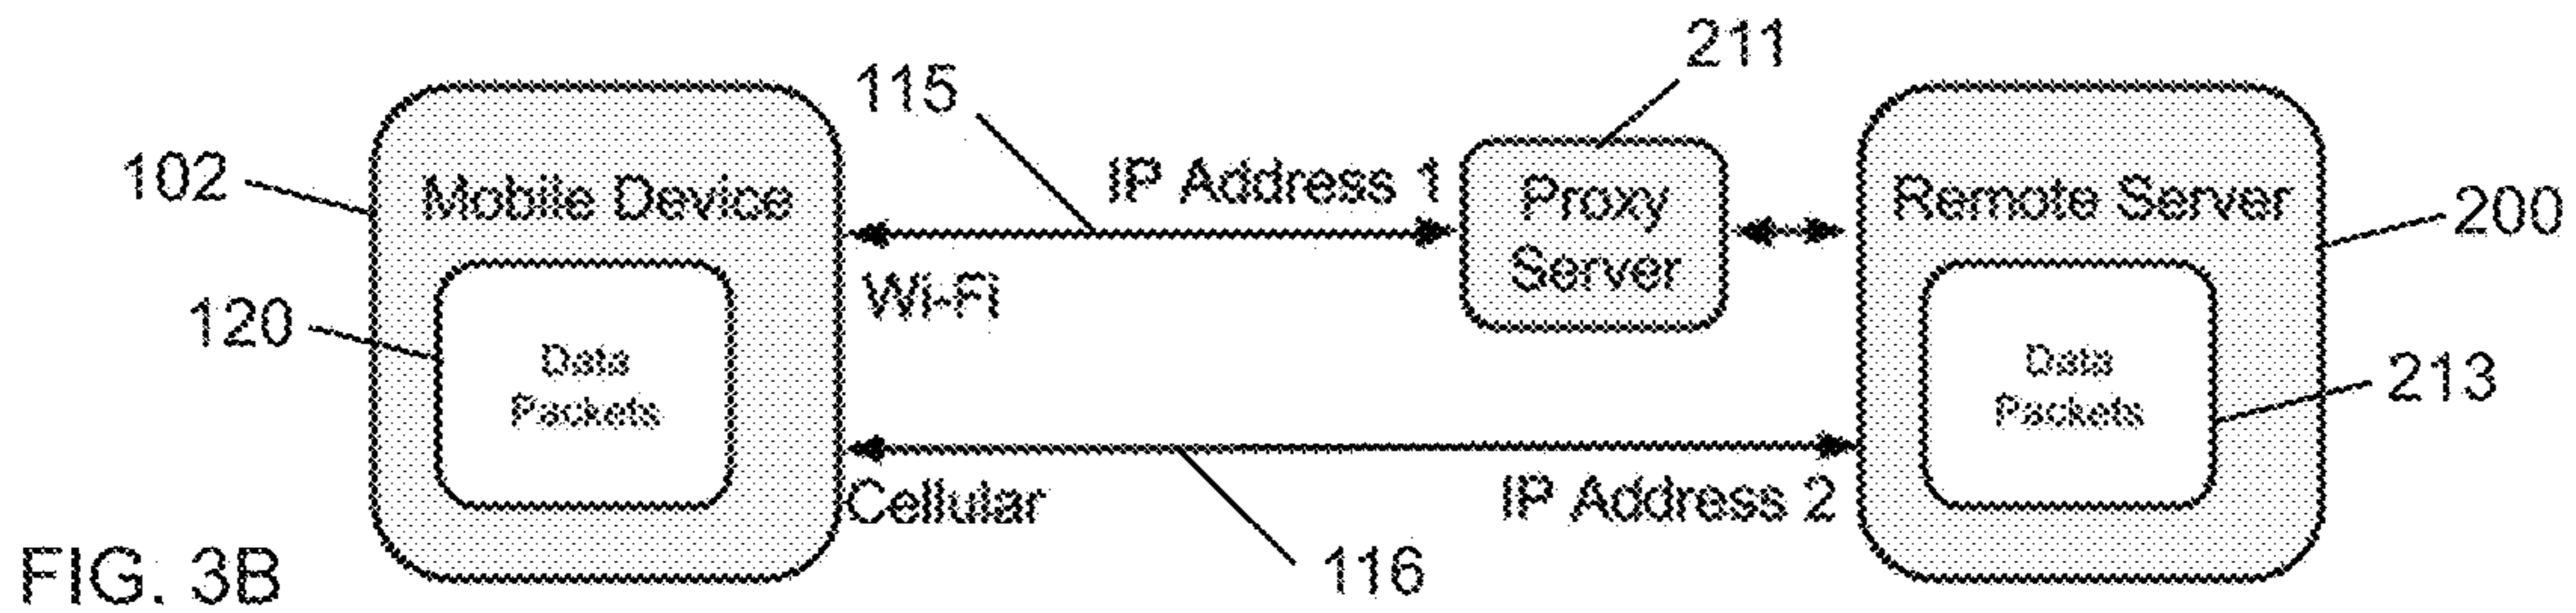 211
115
IP Address 1
102
Mobile Device
Proxy
Server
Remote Server
200
Wi-Fi
120
Data
Packets
Data
Packets
213
Cellular
IP Address 2
116
FIG. 3B